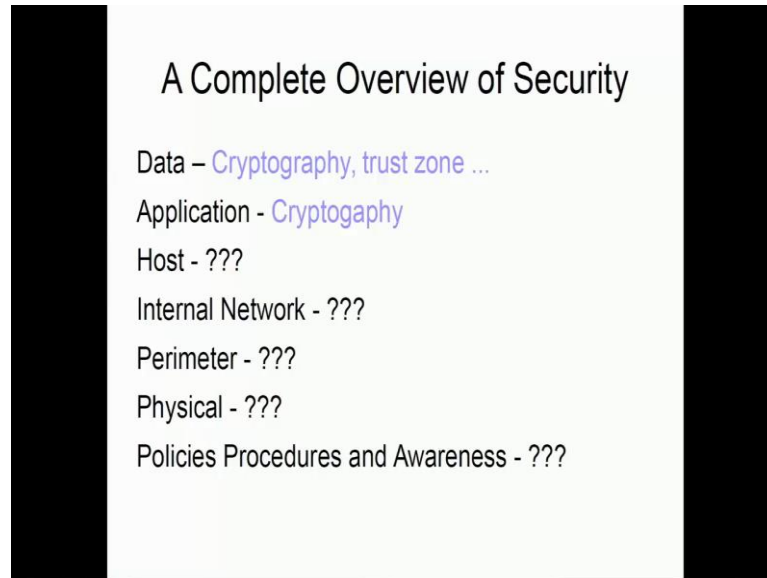 A Complete Overview of Security
Data – Cryptography, trust zone ...
Application - Cryptogaphy
Host - ???
Internal Network - ???
Perimeter - ???
Physical - ???
Policies Procedures and Awareness - ???